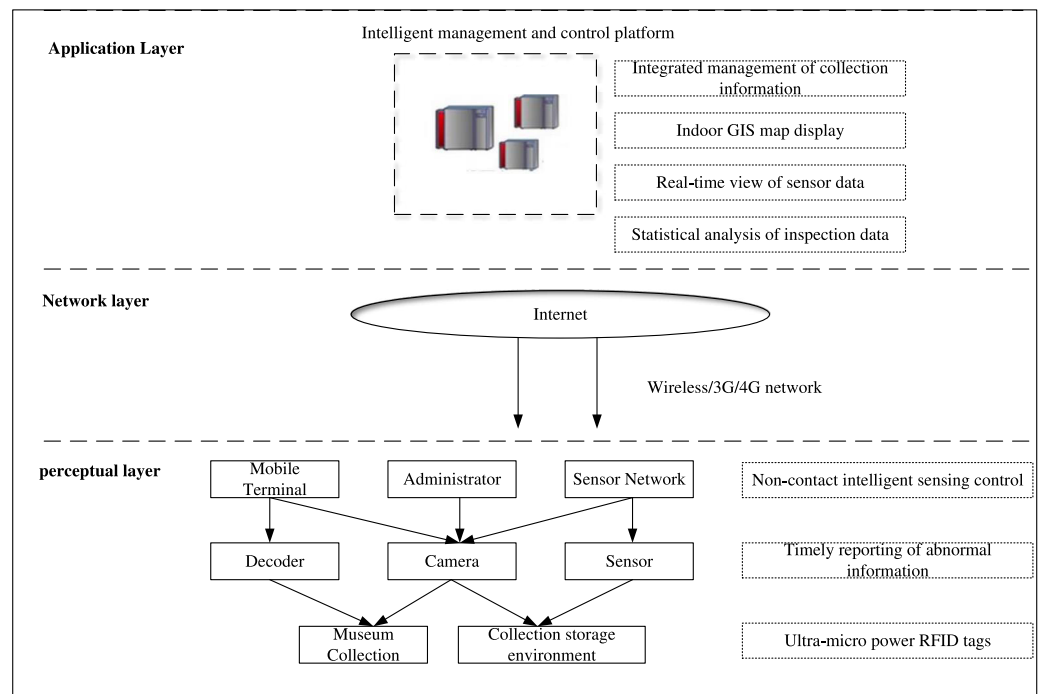 Application Layer
Intelligent management and control platform
Integrated management of collection
information
Indoor GIS map display
Real-time view of sensor data
Statistical analysis of inspection data
Network layer
Internet
Wireless/3G/4G network
perceptual layer
Mobile
Terminal
Administrator
Sensor Network
Non-contact intelligent sensing control
Decoder
Camera
Sensor
Timely reporting of abnormal
information
Museum
Collection
Collection storage
environment
Ultra-micro power RFID tags